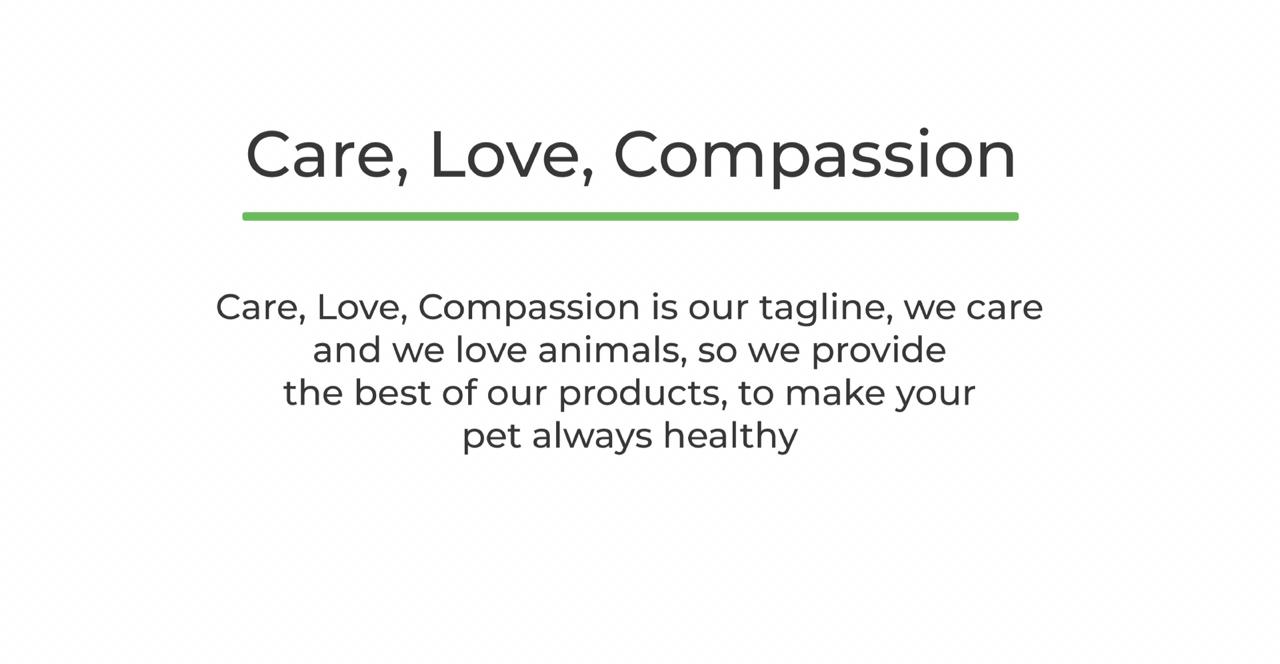 Care, Love, Compassion
Care, Love, Compassion is our tagline, we care
and we love animals, so we provide
the best of our products, to make your
pet always healthy